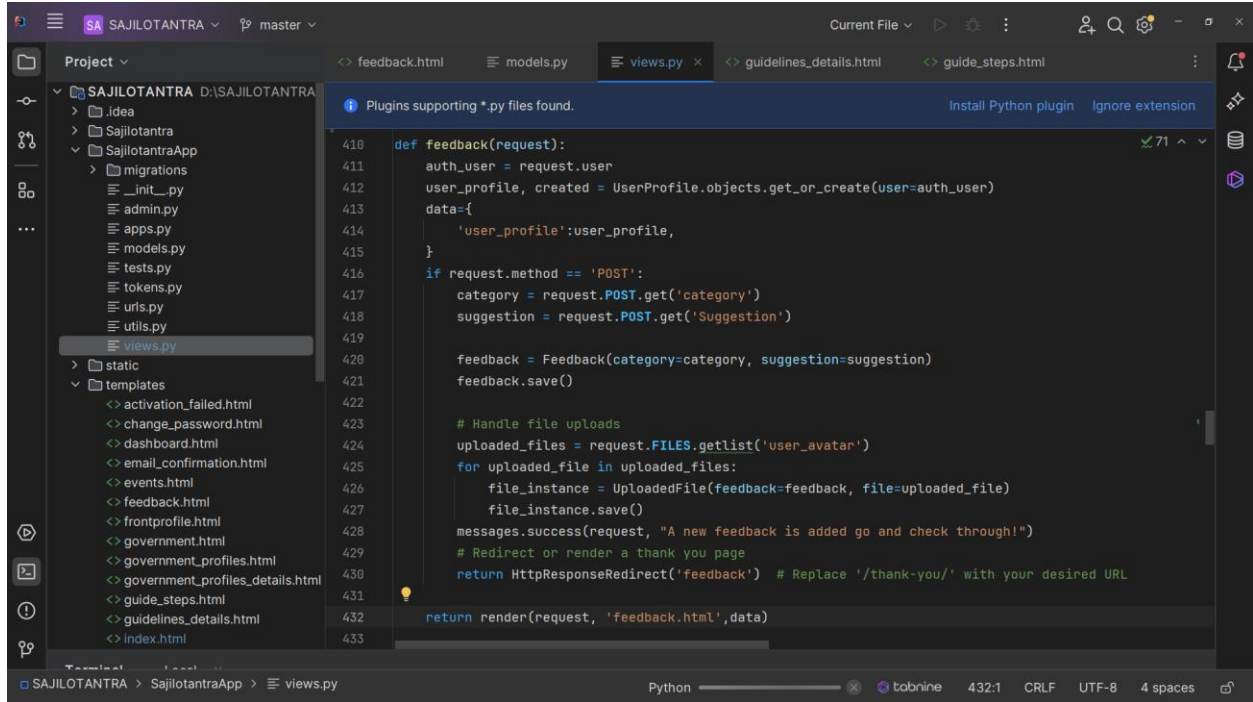 SA SAJILOTANTRA master Current File
Project
feedback.html models.py views.py guidelines_details.html guide_steps.html
SAJILOTANTRA D:\SAJILOTANTRA
.idea
Sajilotantra
SajilotantraApp
migrations
__init__.py
admin.py
apps.py
models.py
tests.py
tokens.py
urls.py
utils.py
views.py
static
templates
activation_failed.html
change_password.html
dashboard.html
email_confirmation.html
events.html
feedback.html
frontprofile.html
government.html
government_profiles.html
government_profiles_details.html
guide_steps.html
guidelines_details.html
index.html
Plugins supporting *.py files found. Install Python plugin Ignore extension
71
410 def feedback(request):
411     auth_user = request.user
412     user_profile, created = UserProfile.objects.get_or_create(user=auth_user)
413     data={
414         'user_profile':user_profile,
415     }
416     if request.method == 'POST':
417         category = request.POST.get('category')
418         suggestion = request.POST.get('Suggestion')
419
420         feedback = Feedback(category=category, suggestion=suggestion)
421         feedback.save()
422
423         # Handle file uploads
424         uploaded_files = request.FILES.getlist('user_avatar')
425         for uploaded_file in uploaded_files:
426             file_instance = UploadedFile(feedback=feedback, file=uploaded_file)
427             file_instance.save()
428         messages.success(request, "A new feedback is added go and check through!")
429         # Redirect or render a thank you page
430         return HttpResponseRedirect('feedback')  # Replace '/thank-you/' with your desired URL
431
432     return render(request, 'feedback.html',data)
433
Terminal Local
SAJILOTANTRA > SajilotantraApp > views.py Python tabnine 432:1 CRLF UTF-8 4 spaces